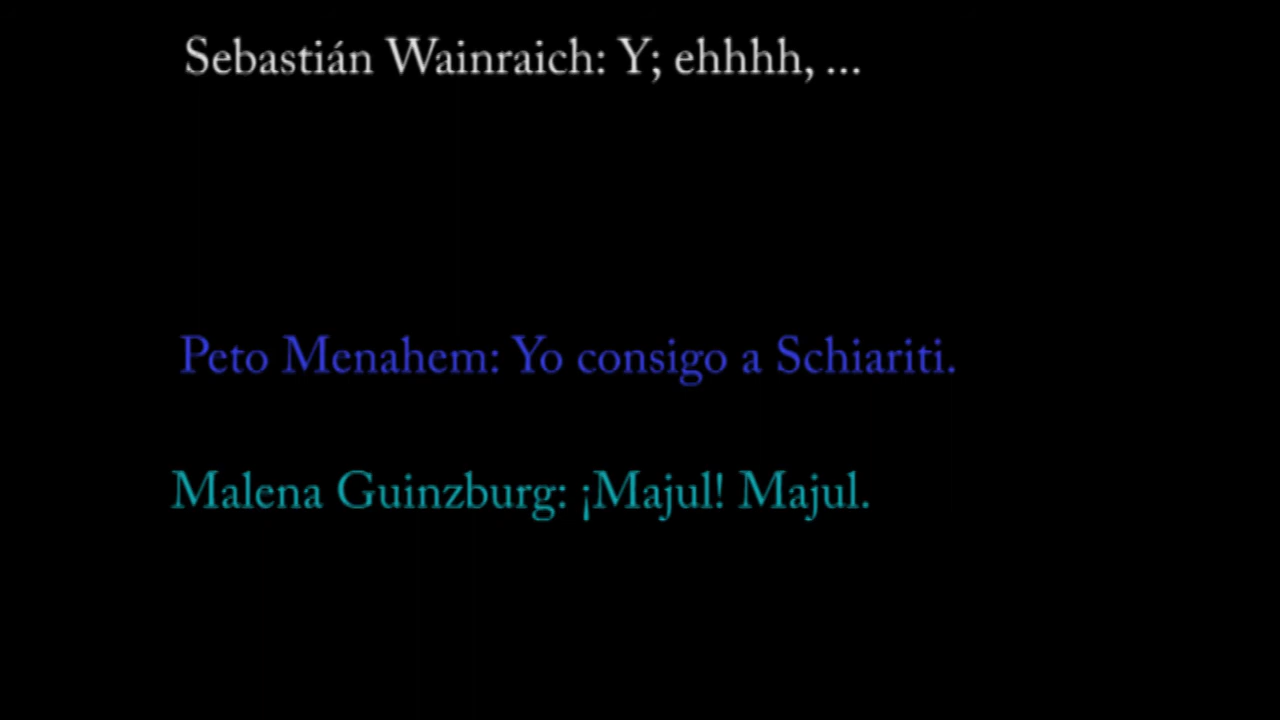 Sebastián Wainraich: Y; ehhhh, ...
Peto Menahem: Yo consigo a Schiariti.
Malena Guinzburg: ¡Majul! Majul.